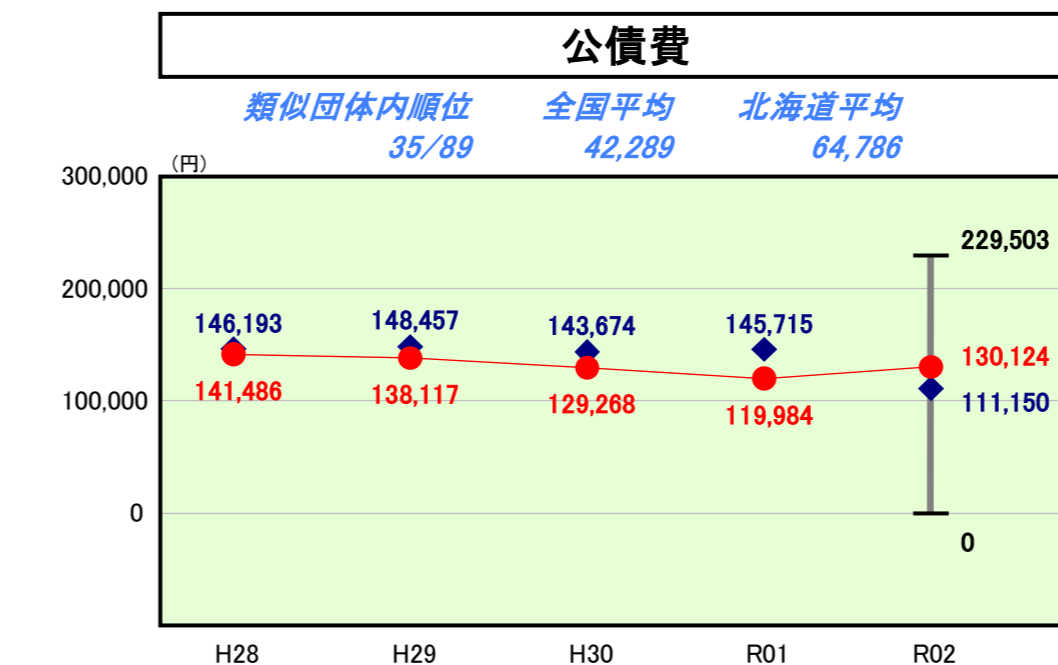 公債費
類似団体内順位 全国平均 北海道平均
35/89 42,289 64,786
(円)
300,000
229,503
200,000
146,193 148,457 143,674 145,715
130,124
141,486 138,117 129,268 119,984
111,150
100,000
0
0
H28 H29 H30 R01 R02